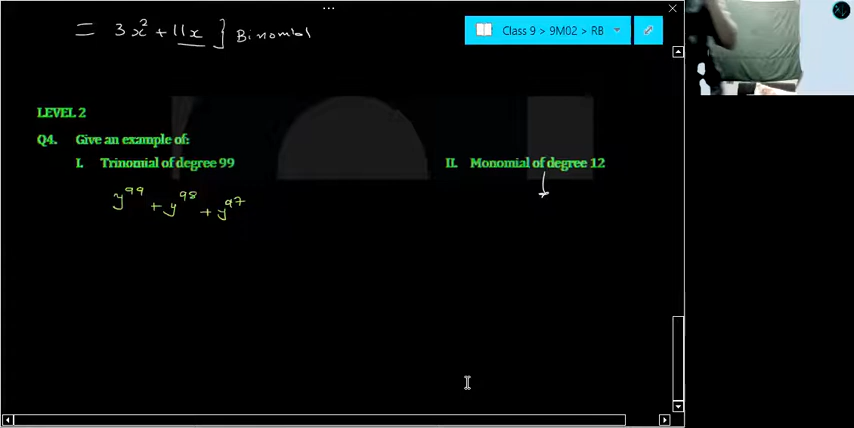 = 3x² + 11x } Binomial
Class 9 > 9M02 > RB
LEVEL 2
Q4. Give an example of:
I. Trinomial of degree 99
II. Monomial of degree 12
y⁹⁹ + y⁹⁸ + y⁹⁷